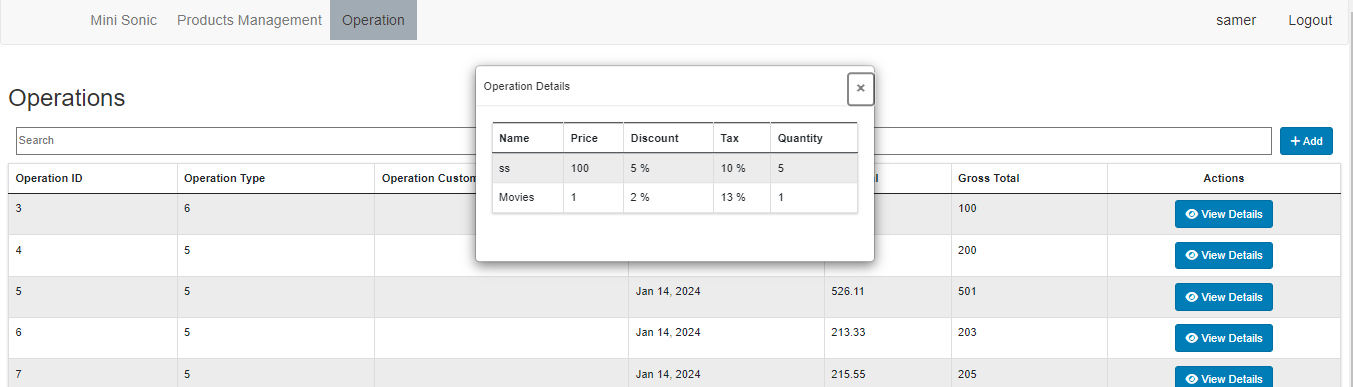 Mini Sonic Products Management Operation samer Logout
Operation Details ×
Operations
Name Price Discount Tax Quantity
Search + Add
ss 100 5 % 10 % 5
Movies 1 2 % 13 % 1
Operation ID Operation Type Operation Gross Total Actions
3 6 100 View Details
4 5 200 View Details
5 5 Jan 14, 2024 526.11 501 View Details
6 5 Jan 14, 2024 213.33 203 View Details
7 5 Jan 14, 2024 215.55 205 View Details